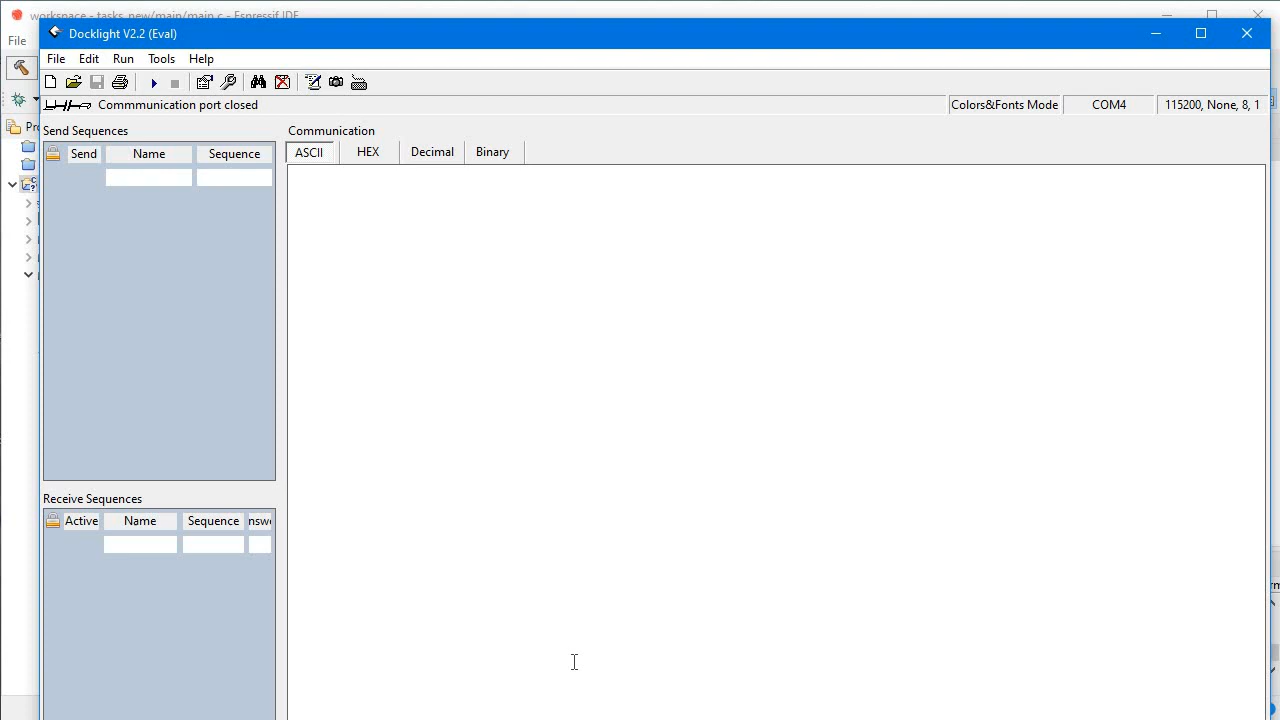 workspace - tasks_new/main/main.c - Espressif IDE
File
Docklight V2.2 (Eval)
File Edit Run Tools Help
Commmunication port closed
Colors&Fonts Mode
COM4
115200, None, 8, 1
Pro
Send Sequences
Send Name Sequence
Communication
ASCII HEX Decimal Binary
Receive Sequences
Active Name Sequence nswe